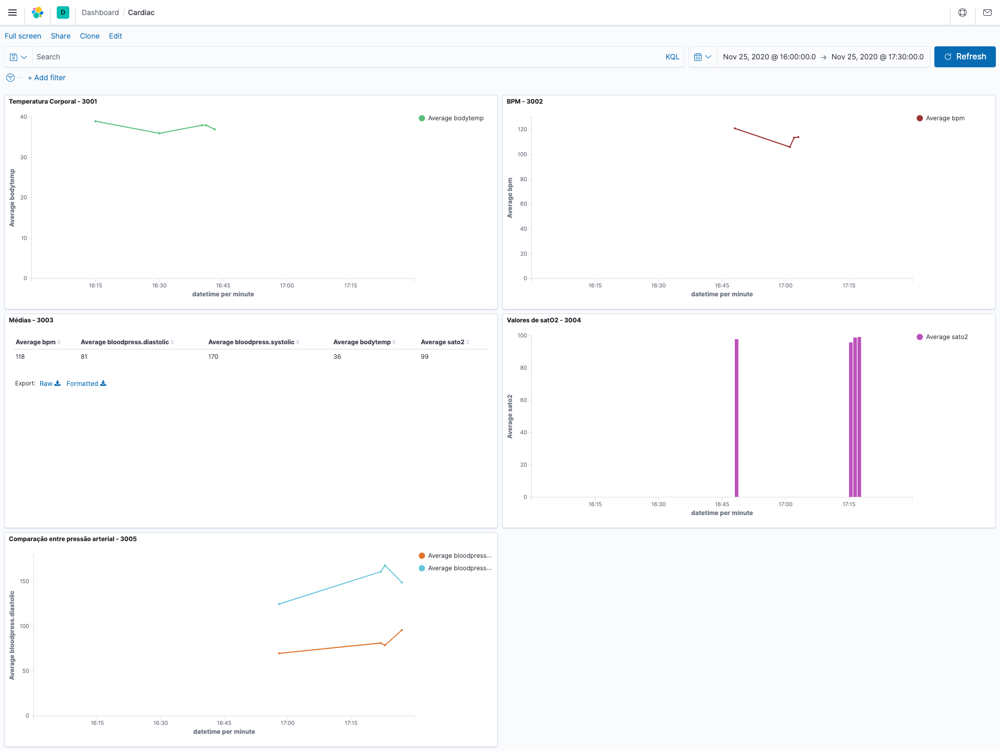 D Dashboard / Cardiac
Full screen Share Clone Edit
Search KQL Nov 25, 2020 @ 16:00:00.0 → Nov 25, 2020 @ 17:30:00.0 Refresh
+ Add filter
Temperatura Corporal - 3001
Average bodytemp
40
30
20
10
0
Average bodytemp
16:15 16:30 16:45 17:00 17:15
datetime per minute
BPM - 3002
Average bpm
120
100
80
60
40
20
0
Average bpm
16:15 16:30 16:45 17:00 17:15
datetime per minute
Médias - 3003
Average bpm Average bloodpress.diastolic Average bloodpress.systolic Average bodytemp Average sato2
118 81 170 36 99
Export: Raw Formatted
Valores de satO2 - 3004
Average sato2
100
80
60
40
20
0
Average sato2
16:15 16:30 16:45 17:00 17:15
datetime per minute
Comparação entre pressão arterial - 3005
Average bloodpress...
Average bloodpress...
150
100
50
0
Average bloodpress.diastolic
16:15 16:30 16:45 17:00 17:15
datetime per minute